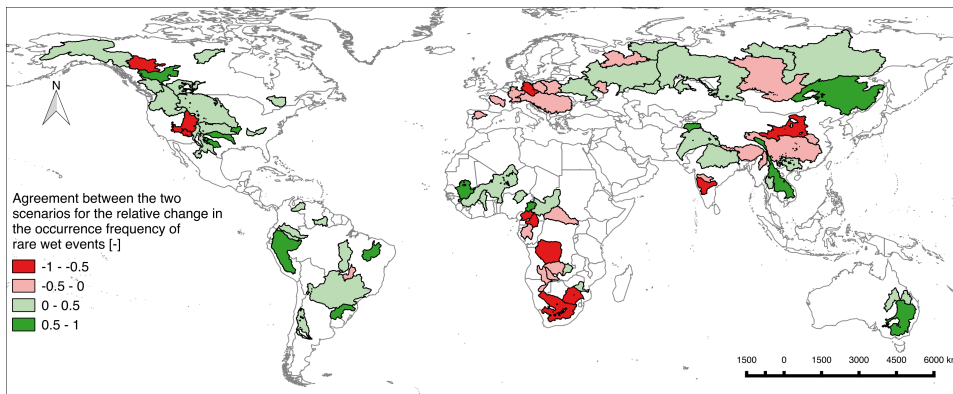 N
Agreement between the two
scenarios for the relative change in
the occurrence frequency of
rare wet events [-]
-1 - -0.5
-0.5 - 0
0 - 0.5
0.5 - 1
1500 0 1500 3000 4500 6000 km